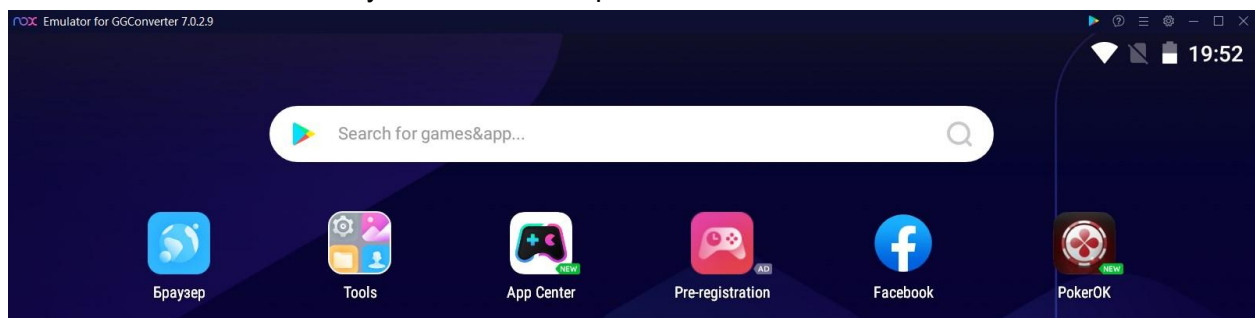 nox Emulator for GGConverter 7.0.2.9
19:52
Search for games&app...
NEW
AD
NEW
Браузер
Tools
App Center
Pre-registration
Facebook
PokerOK